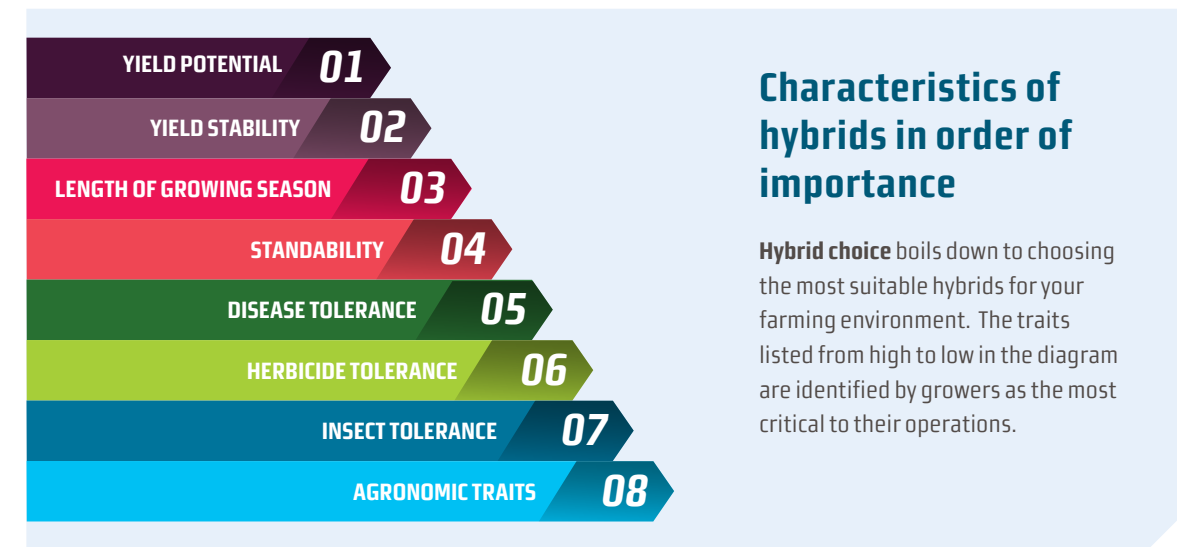 YIELD POTENTIAL 01
YIELD STABILITY 02
LENGTH OF GROWING SEASON 03
STANDABILITY 04
DISEASE TOLERANCE 05
HERBICIDE TOLERANCE 06
INSECT TOLERANCE 07
AGRONOMIC TRAITS 08
Characteristics of
hybrids in order of
importance
Hybrid choice boils down to choosing
the most suitable hybrids for your
farming environment. The traits
listed from high to low in the diagram
are identified by growers as the most
critical to their operations.